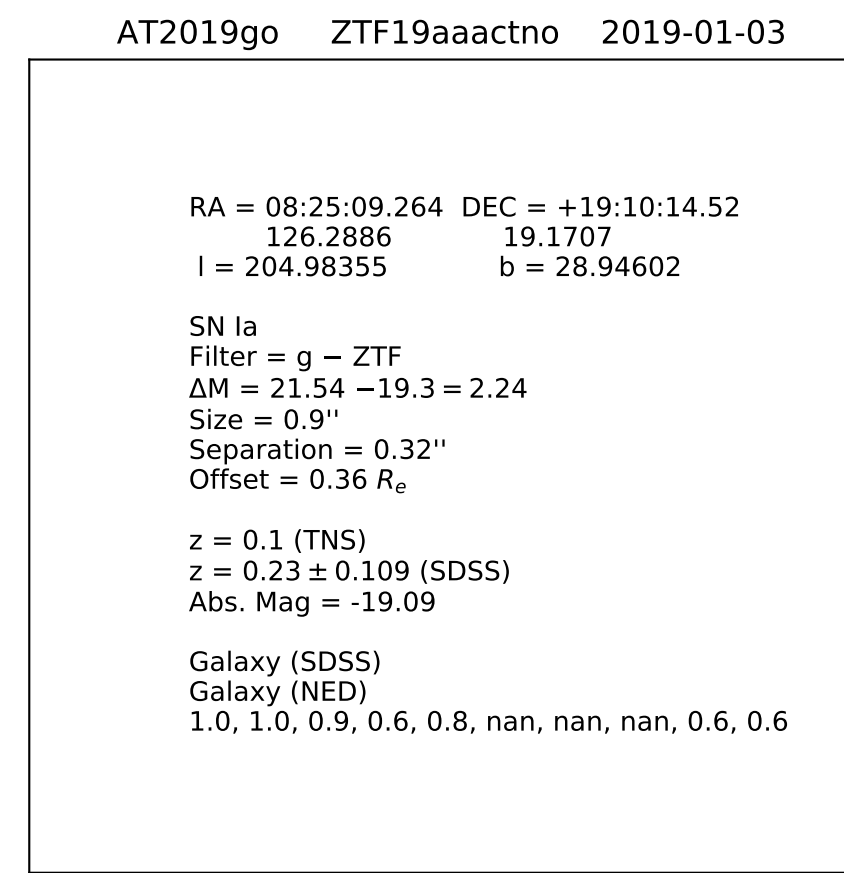 AT2019go ZTF19aaactno 2019-01-03
RA = 08:25:09.264 DEC = +19:10:14.52
126.2886 19.1707
l = 204.98355 b = 28.94602
SN Ia
Filter = g − ZTF
ΔM = 21.54 −19.3 = 2.24
Size = 0.9''
Separation = 0.32''
Offset = 0.36 Rₑ
z = 0.1 (TNS)
z = 0.23 ± 0.109 (SDSS)
Abs. Mag = -19.09
Galaxy (SDSS)
Galaxy (NED)
1.0, 1.0, 0.9, 0.6, 0.8, nan, nan, nan, 0.6, 0.6